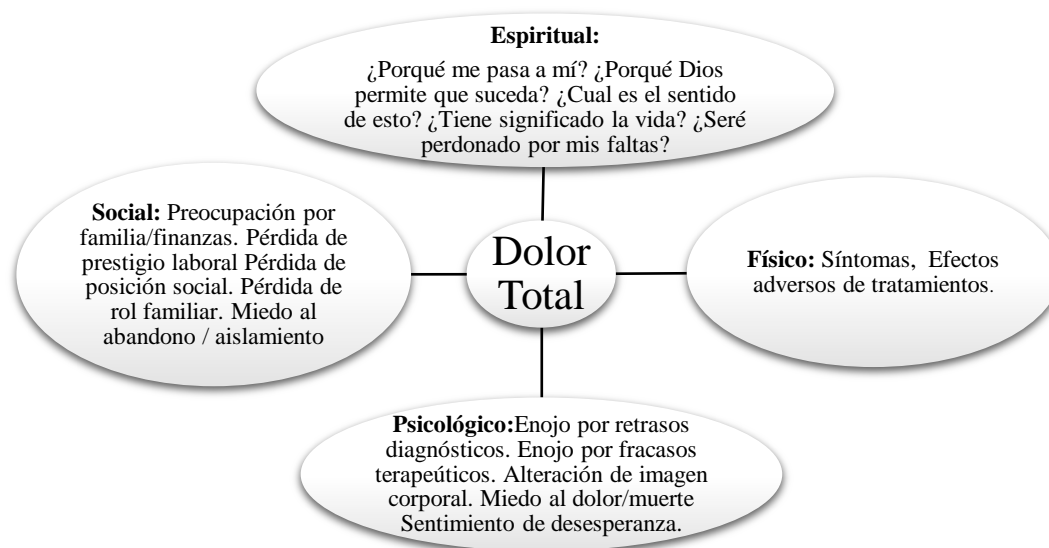 Espiritual:
¿Porqué me pasa a mí? ¿Porqué Dios
permite que suceda? ¿Cual es el sentido
de esto? ¿Tiene significado la vida? ¿Seré
perdonado por mis faltas?
Social: Preocupación por
familia/finanzas. Pérdida de
prestigio laboral Pérdida de
posición social. Pérdida de
rol familiar. Miedo al
abandono / aislamiento
Dolor
Total
Físico: Síntomas, Efectos
adversos de tratamientos.
Psicológico:Enojo por retrasos
diagnósticos. Enojo por fracasos
terapeúticos. Alteración de imagen
corporal. Miedo al dolor/muerte
Sentimiento de desesperanza.